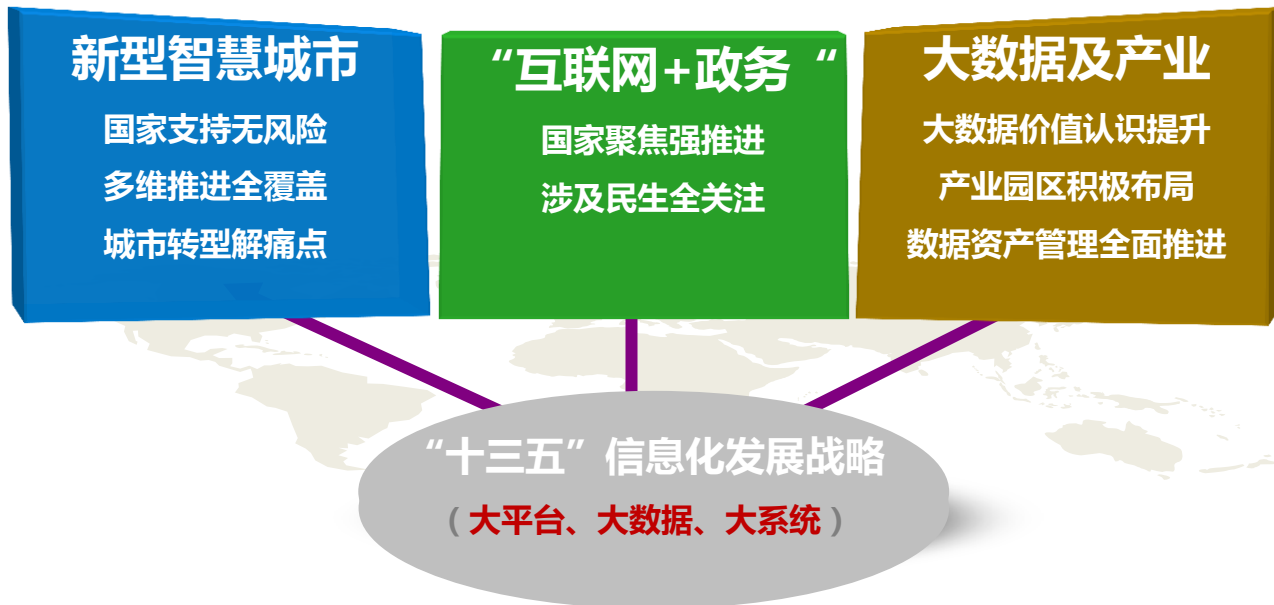 新型智慧城市
国家支持无风险
多维推进全覆盖
城市转型解痛点
“互联网+政务“
国家聚焦强推进
涉及民生全关注
大数据及产业
大数据价值认识提升
产业园区积极布局
数据资产管理全面推进
“十三五”信息化发展战略
（大平台、大数据、大系统）